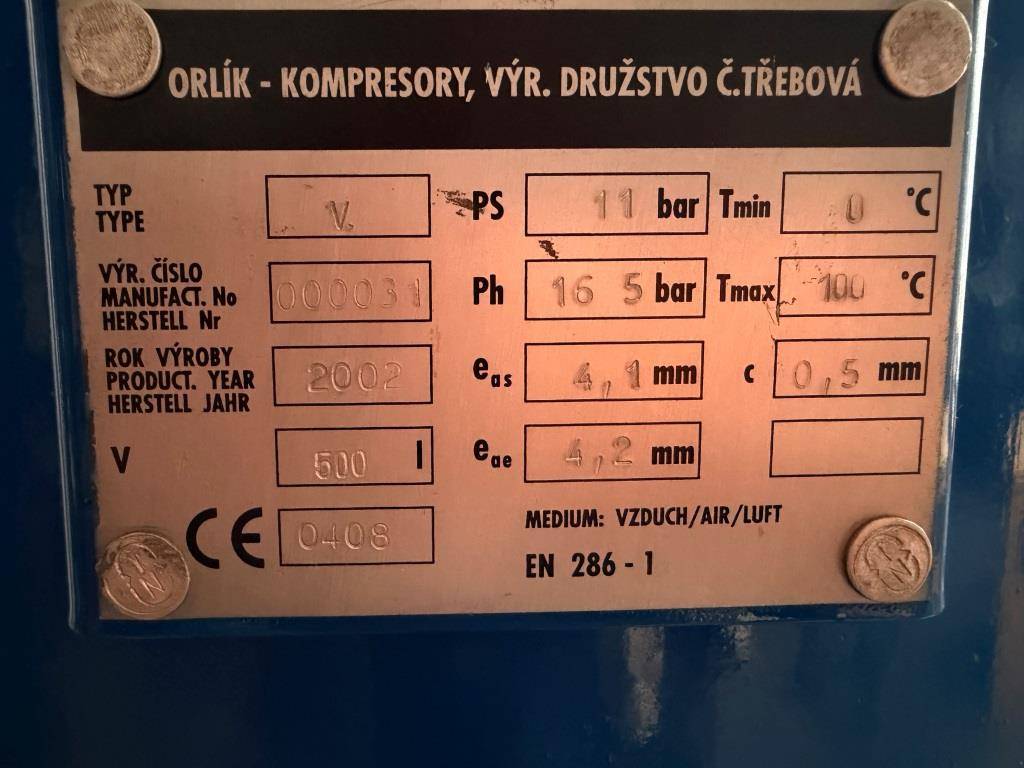 ORLÍK - KOMPRESORY, VÝR. DRUŽSTVO Č.TŘEBOVÁ
TYP
TYPE
V.
PS 11 bar
Tmin 0 °C
VÝR. ČÍSLO
MANUFACT. No
HERSTELL Nr
000031
Ph 16 5 bar
Tmax 100 °C
ROK VÝROBY
PRODUCT. YEAR
HERSTELL JAHR
2002
eas 4,1 mm
c 0,5 mm
V 500 l
eae 4,2 mm
CE 0408
MEDIUM: VZDUCH/AIR/LUFT
EN 286 - 1